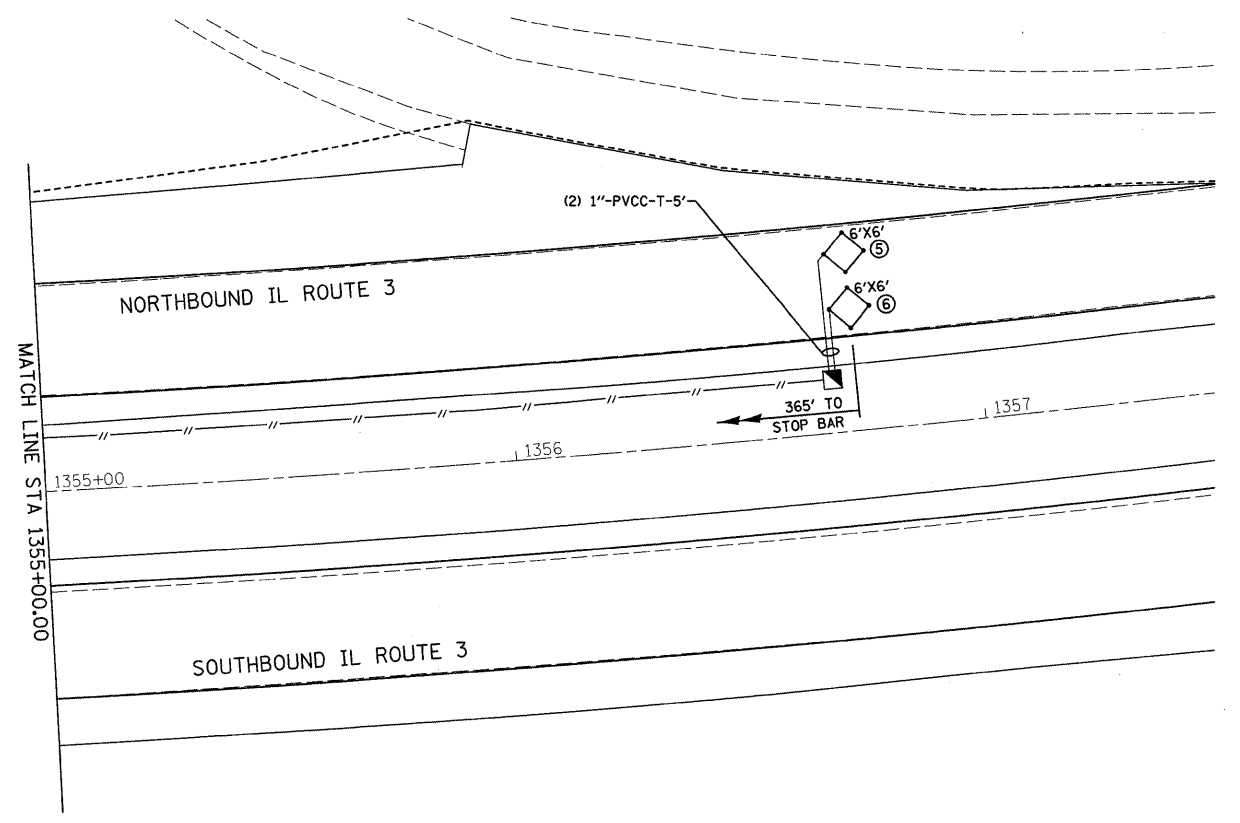 (2) 1"-PVCC-T-5'
6'X6'
5
6'X6'
6
NORTHBOUND IL ROUTE 3
MATCH LINE STA 1355+00.00
365' TO
STOP BAR
1357
1356
1355+00
SOUTHBOUND IL ROUTE 3